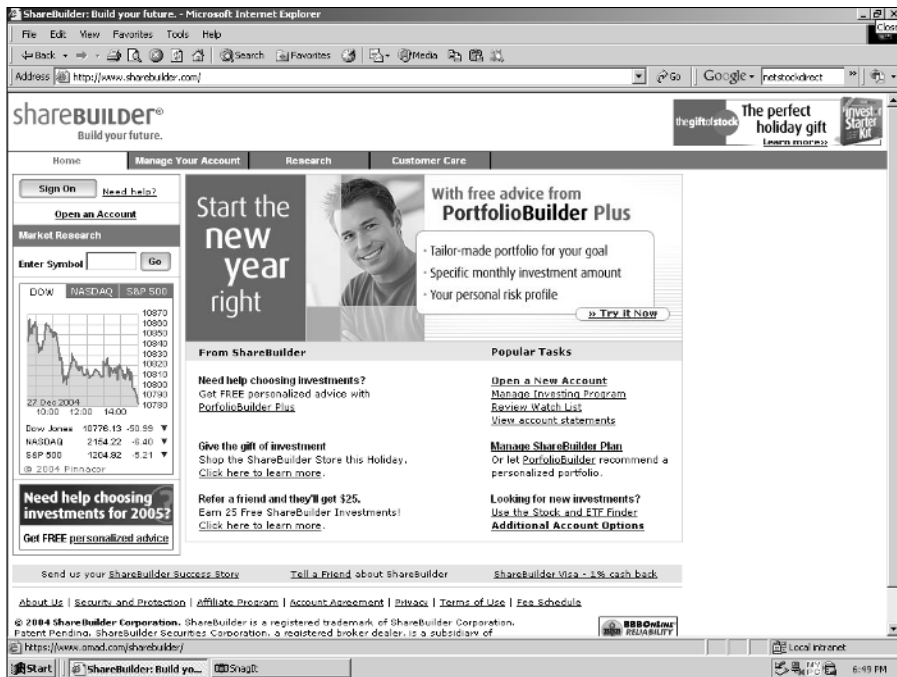 ShareBuilder: Build your future. - Microsoft Internet Explorer
Close
File Edit View Favorites Tools Help
Back Search Favorites Media
Address http://www.sharebuilder.com/ Go Google netstockdirect »
shareBUILDER®
Build your future.
thegiftofstock The perfect holiday gift Learn more>> Invest r Starter Kit
Home Manage Your Account Research Customer Care
Sign On Need help?
Open an Account
Market Research
Enter Symbol Go
DOW NASDAQ S&P 500
10870
10860
10850
10840
10830
10820
10810
10800
10790
10780
27 Dec 2004
10:00 12:00 14:00
Dow Jones 10776.13 -50.99 ▼
NASDAQ 2154.22 -6.40 ▼
S&P 500 1204.92 -5.21 ▼
© 2004 Pinnacor
Need help choosing
investments for 2005?
Get FREE personalized advice
Start the
new
year
right
With free advice from
PortfolioBuilder Plus
· Tailor-made portfolio for your goal
· Specific monthly investment amount
· Your personal risk profile
» Try it Now
From ShareBuilder
Need help choosing investments?
Get FREE personalized advice with
PorfolioBuilder Plus
Give the gift of investment
Shop the ShareBuilder Store this Holiday.
Click here to learn more.
Refer a friend and they'll get $25.
Earn 25 Free ShareBuilder Investments!
Click here to learn more.
Popular Tasks
Open a New Account
Manage Investing Program
Review Watch List
View account statements
Manage ShareBuilder Plan
Or let PorfolioBuilder recommend a
personalized portfolio.
Looking for new investments?
Use the Stock and ETF Finder
Additional Account Options
Send us your ShareBuilder Success Story Tell a Friend about ShareBuilder ShareBuilder Visa - 1% cash back
About Us | Security and Protection | Affiliate Program | Account Agreement | Privacy | Terms of Use | Fee Schedule
© 2004 ShareBuilder Corporation. ShareBuilder is a registered trademark of ShareBuilder Corporation.
Patent Pending. ShareBuilder Securities Corporation, a registered broker dealer, is a subsidiary of
BBB BBBOnLine RELIABILITY
https://www.omad.com/sharebuilder/ Local intranet
Start ShareBuilder: Build yo... SnagIt 6:49 PM